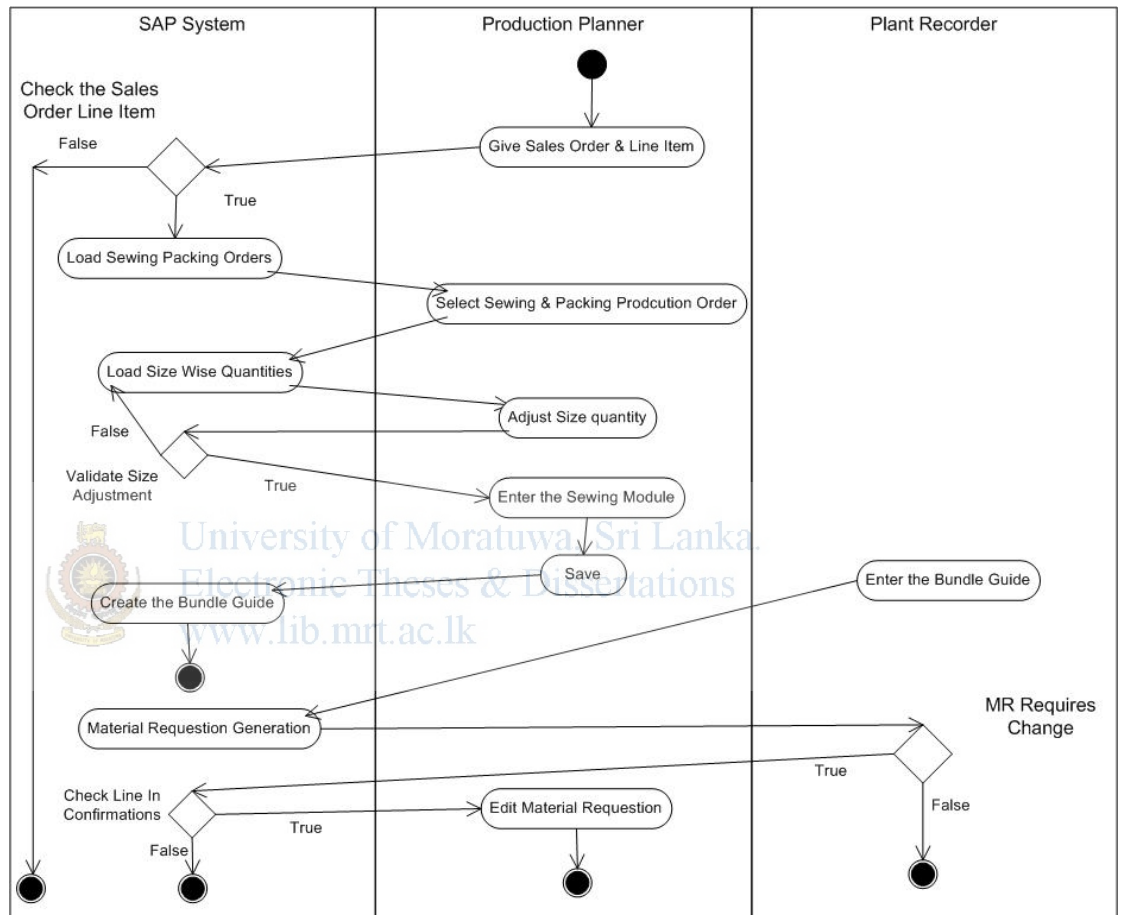 SAP System
Production Planner
Plant Recorder
Check the Sales
Order Line Item
False
Give Sales Order & Line Item
True
Load Sewing Packing Orders
Select Sewing & Packing Prodcution Order
Load Size Wise Quantities
Adjust Size quantity
False
Validate Size
Adjustment
True
Enter the Sewing Module
University of Moratuwa, Sri Lanka.
Electronic Theses & Dissertations
www.lib.mrt.ac.lk
Save
Enter the Bundle Guide
Create the Bundle Guide
Material Requestion Generation
MR Requires
Change
True
False
Check Line In
Confirmations
True
Edit Material Requestion
False